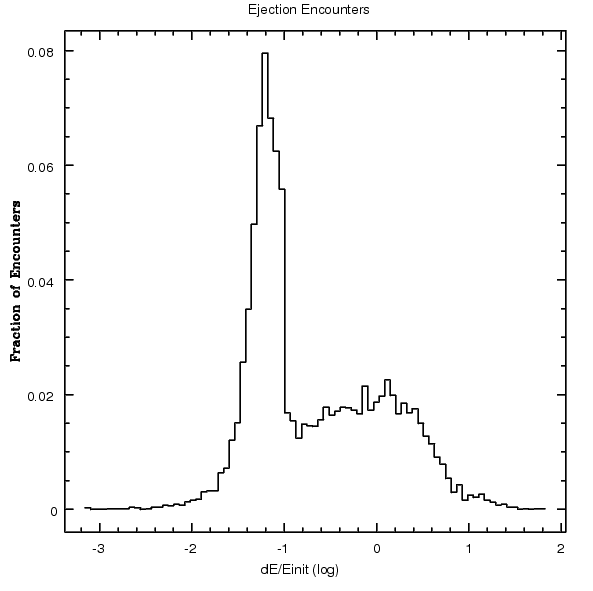 Ejection Encounters
0.08
0.06
0.04
0.02
0
Fraction of Encounters
-3 -2 -1 0 1 2
dE/Einit (log)